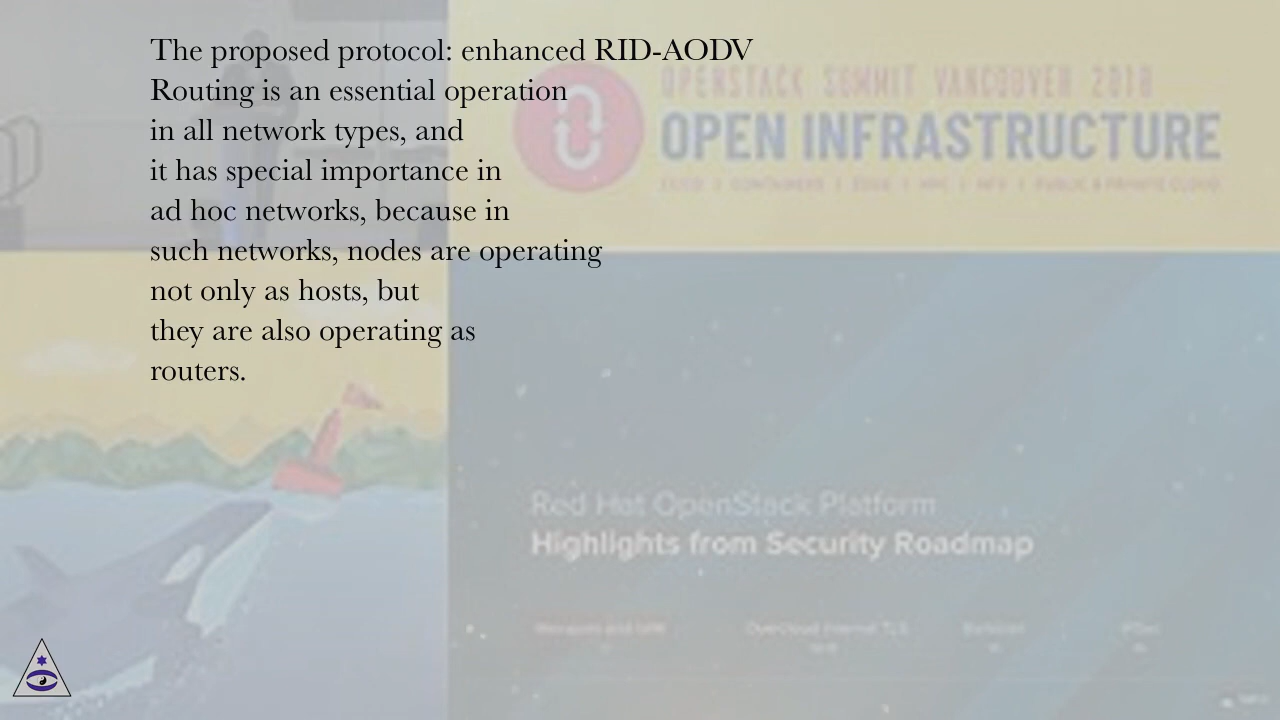 The proposed protocol: enhanced RID-AODV
Routing is an essential operation
in all network types, and
it has special importance in
ad hoc networks, because in
such networks, nodes are operating
not only as hosts, but
they are also operating as
routers.
OPENSTACK SUMMIT VANCOUVER 2018
OPEN INFRASTRUCTURE
Red Hat OpenStack Platform
Highlights from Security Roadmap